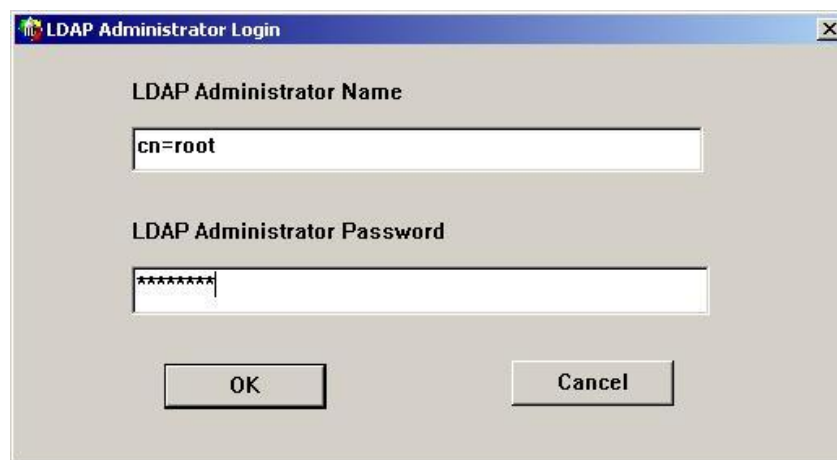 LDAP Administrator Login
LDAP Administrator Name
cn=root
LDAP Administrator Password
********
OK
Cancel